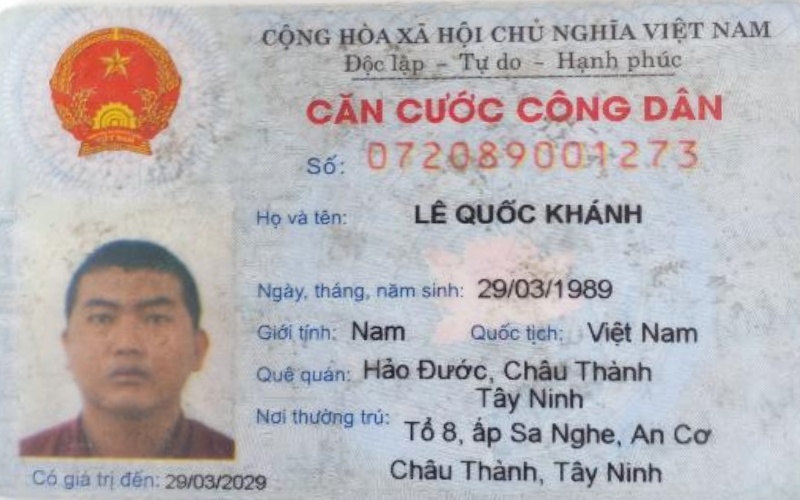 CỘNG HÒA XÃ HỘI CHỦ NGHĨA VIỆT NAM
Độc lập - Tự do - Hạnh phúc
CĂN CƯỚC CÔNG DÂN
Số: 072089001273
Họ và tên: LÊ QUỐC KHÁNH
Ngày, tháng, năm sinh: 29/03/1989
Giới tính: Nam Quốc tịch: Việt Nam
Quê quán: Hảo Đước, Châu Thành
Tây Ninh
Nơi thường trú: Tổ 8, ấp Sa Nghe, An Cơ
Châu Thành, Tây Ninh
Có giá trị đến: 29/03/2029